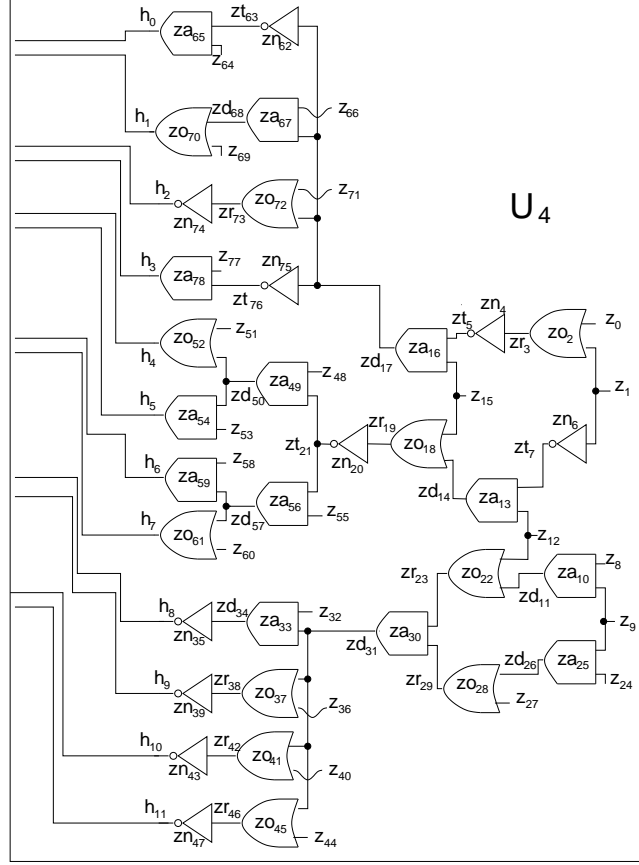 h₀ zt₆₃
za₆₅ zn₆₂
z₆₄
zd₆₈ z₆₆
h₁ za₆₇
zo₇₀ z₆₉
h₂ zr₇₃ zo₇₂ z₇₁
zn₇₄
U₄
z₇₇ zn₇₅
h₃ za₇₈
zt₇₆
zn₄
z₅₁ zt₅ z₀
zo₅₂ za₁₆ zr₃ zo₂
h₄ zd₁₇
z₄₈
h₅ zd₅₀ za₄₉ z₁₅ z₁
za₅₄ zr₁₉ zn₆
z₅₃
zt₂₁ zo₁₈ zt₇
h₆ z₅₈ zn₂₀
za₅₉ zd₁₄ za₁₃
h₇ zd₅₇ za₅₆ z₅₅
zo₆₁ z₁₂
z₆₀
zr₂₃ zo₂₂ za₁₀ z₈
zd₁₁
h₈ zd₃₄ z₃₂ z₉
za₃₃ za₃₀
zn₃₅ zd₃₁
zd₂₆ za₂₅
h₉ zr₃₈ zo₃₇ zr₂₉ zo₂₈ z₂₄
zn₃₉ z₃₆ z₂₇
h₁₀ zr₄₂ zo₄₁
zn₄₃ z₄₀
h₁₁ zr₄₆ zo₄₅
zn₄₇ z₄₄